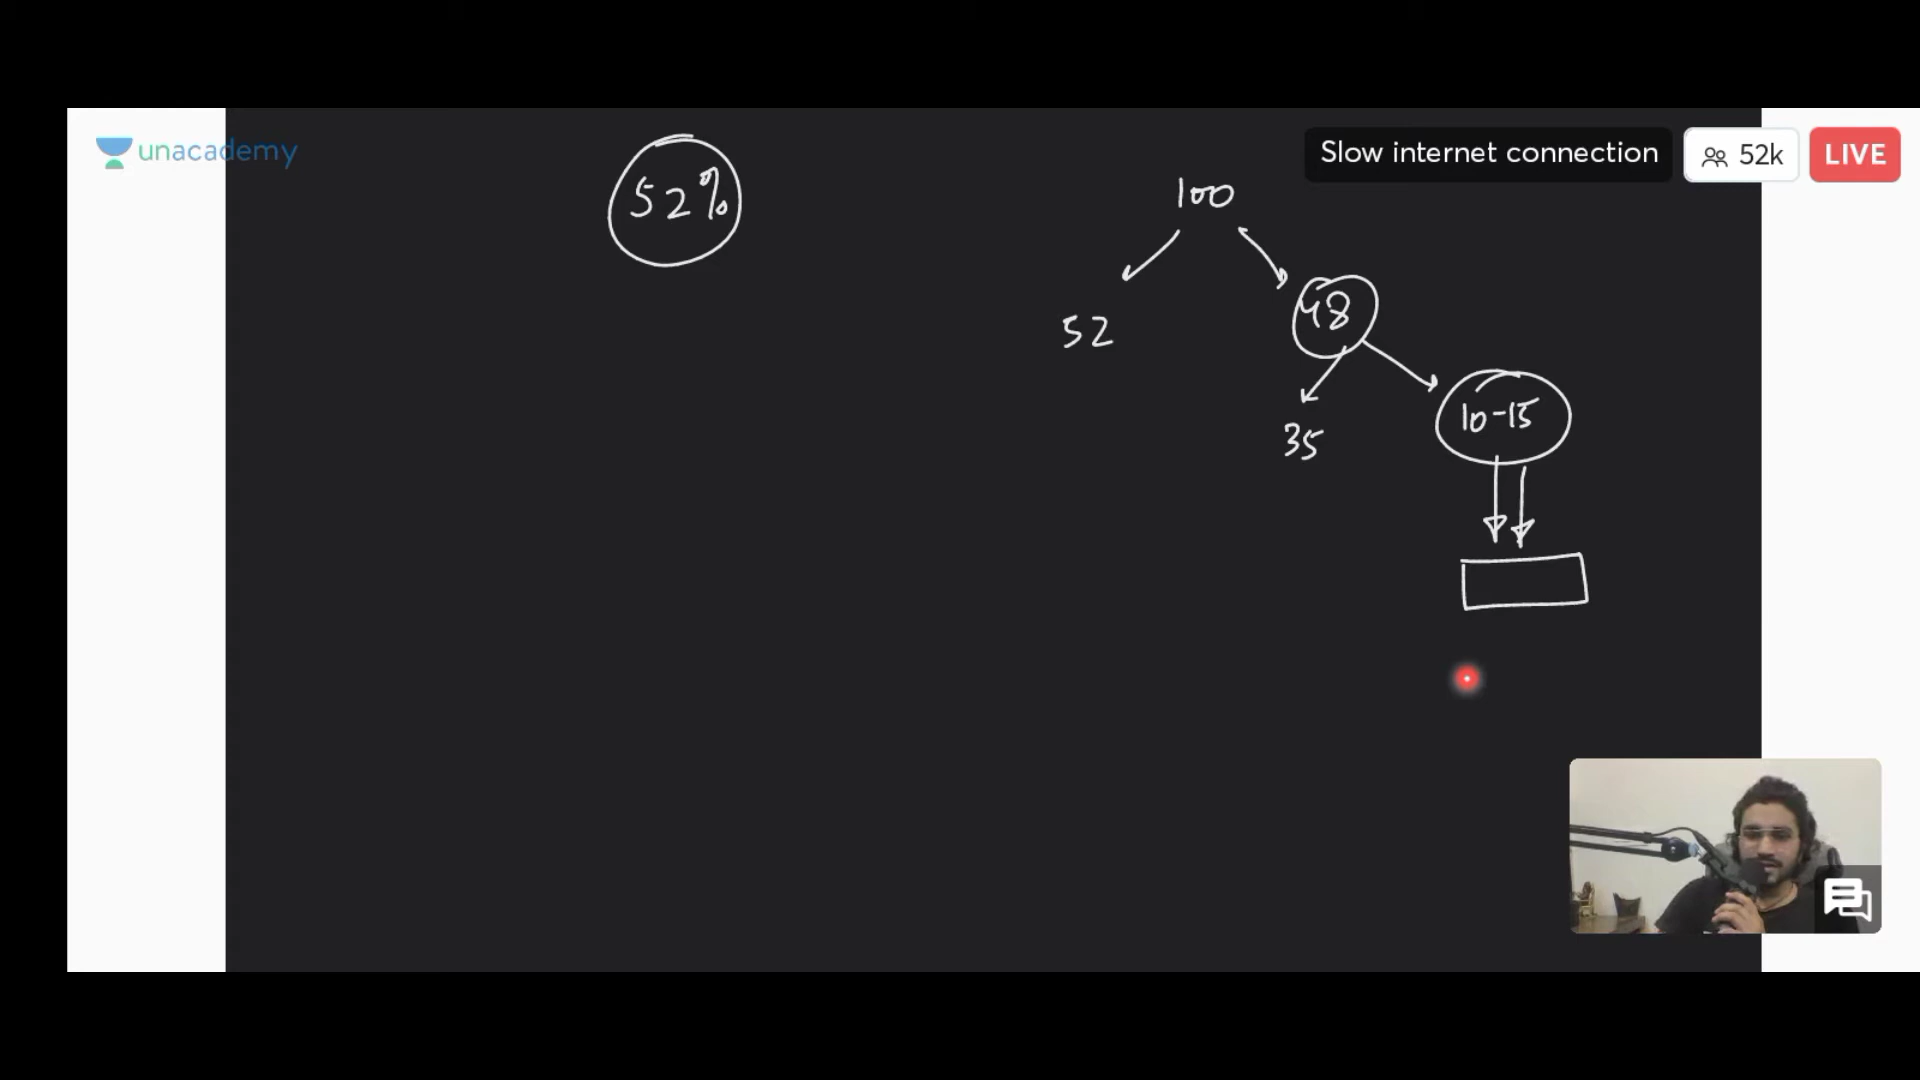 unacademy
Slow internet connection
52k
LIVE
52%
100
52
48
35
10-15